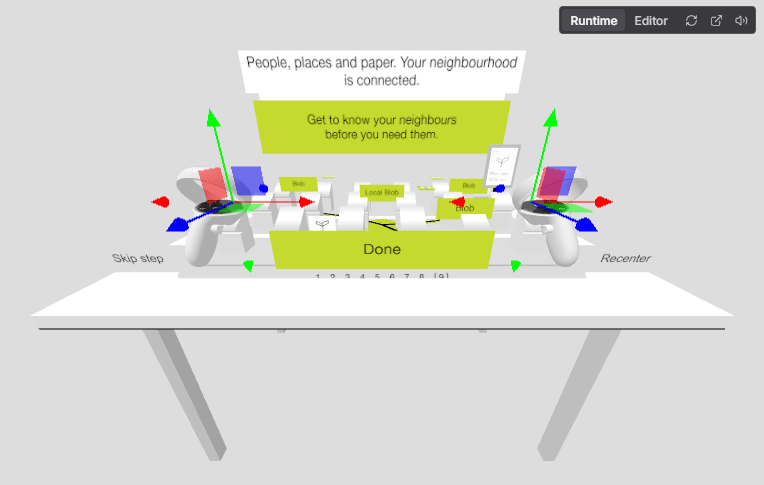 Runtime
Editor
People, places and paper. Your neighbourhood
is connected.
Get to know your neighbours
before you need them.
Blob
Local Blob
Blob
Blob
Done
Skip step
Recenter
1 2 3 4 5 6 7 8 [9]